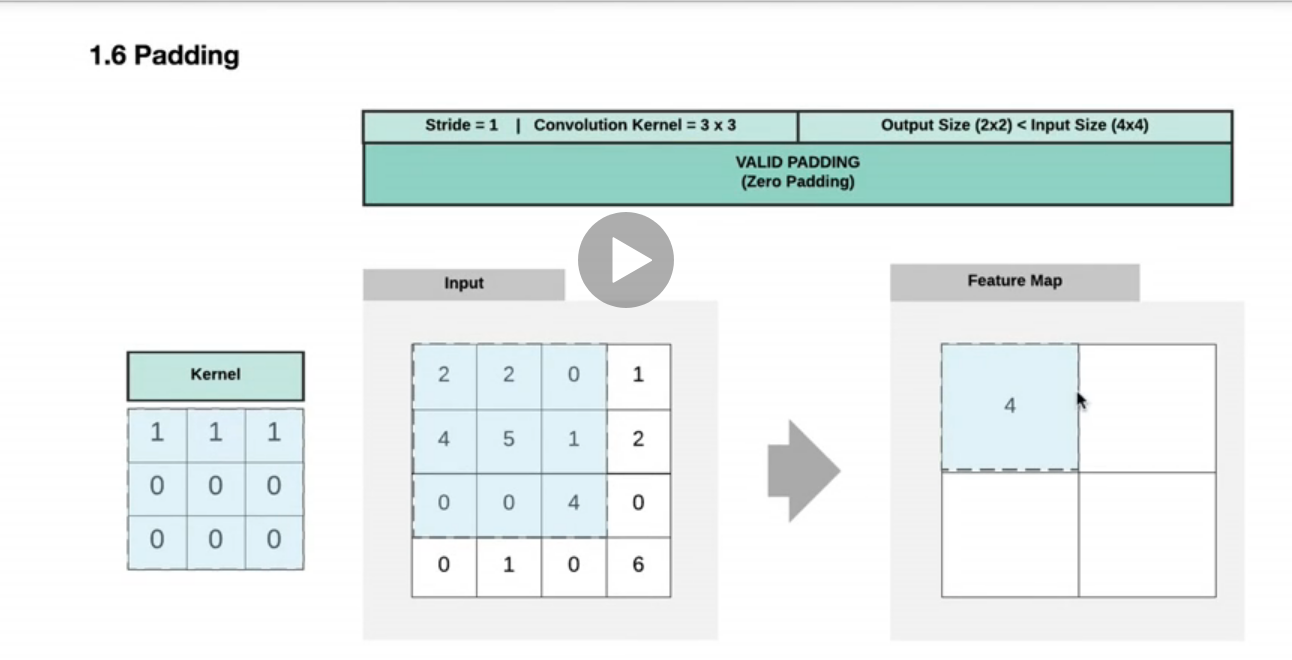 1.6 Padding
Stride = 1 | Convolution Kernel = 3 x 3
Output Size (2x2) < Input Size (4x4)
VALID PADDING
(Zero Padding)
Kernel
1 1 1
0 0 0
0 0 0
Input
2 2 0 1
4 5 1 2
0 0 4 0
0 1 0 6
Feature Map
4